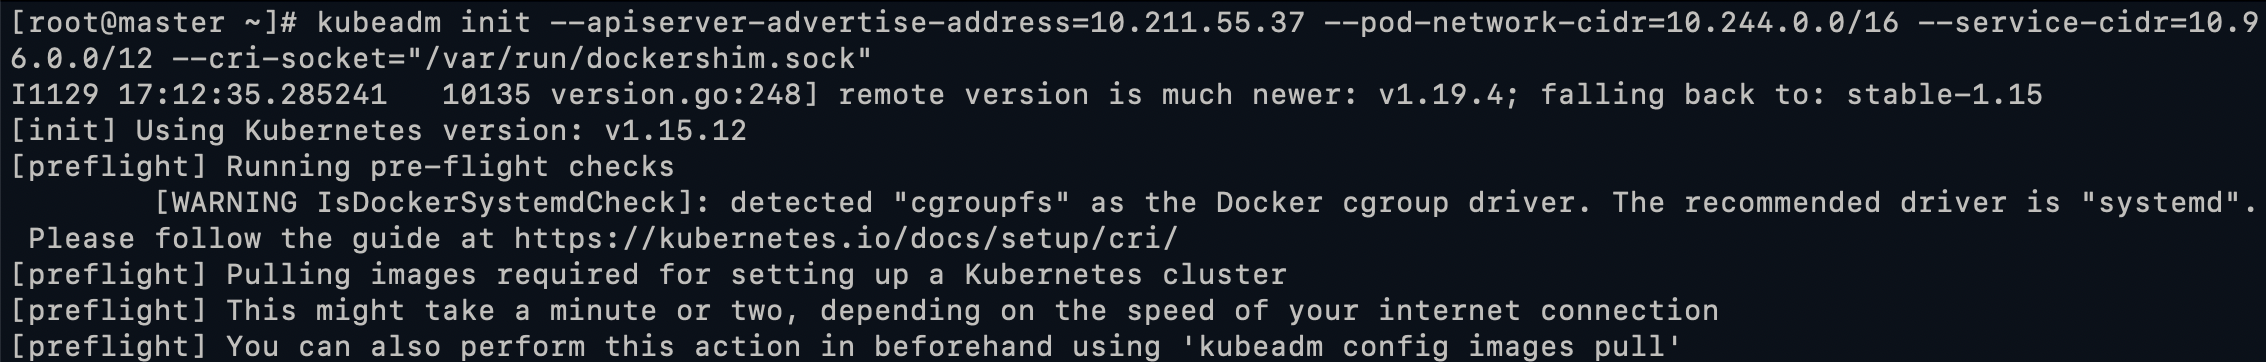 [root@master ~]# kubeadm init --apiserver-advertise-address=10.211.55.37 --pod-network-cidr=10.244.0.0/16 --service-cidr=10.9
6.0.0/12 --cri-socket="/var/run/dockershim.sock"
I1129 17:12:35.285241   10135 version.go:248] remote version is much newer: v1.19.4; falling back to: stable-1.15
[init] Using Kubernetes version: v1.15.12
[preflight] Running pre-flight checks
        [WARNING IsDockerSystemdCheck]: detected "cgroupfs" as the Docker cgroup driver. The recommended driver is "systemd".
 Please follow the guide at https://kubernetes.io/docs/setup/cri/
[preflight] Pulling images required for setting up a Kubernetes cluster
[preflight] This might take a minute or two, depending on the speed of your internet connection
[preflight] You can also perform this action in beforehand using 'kubeadm config images pull'